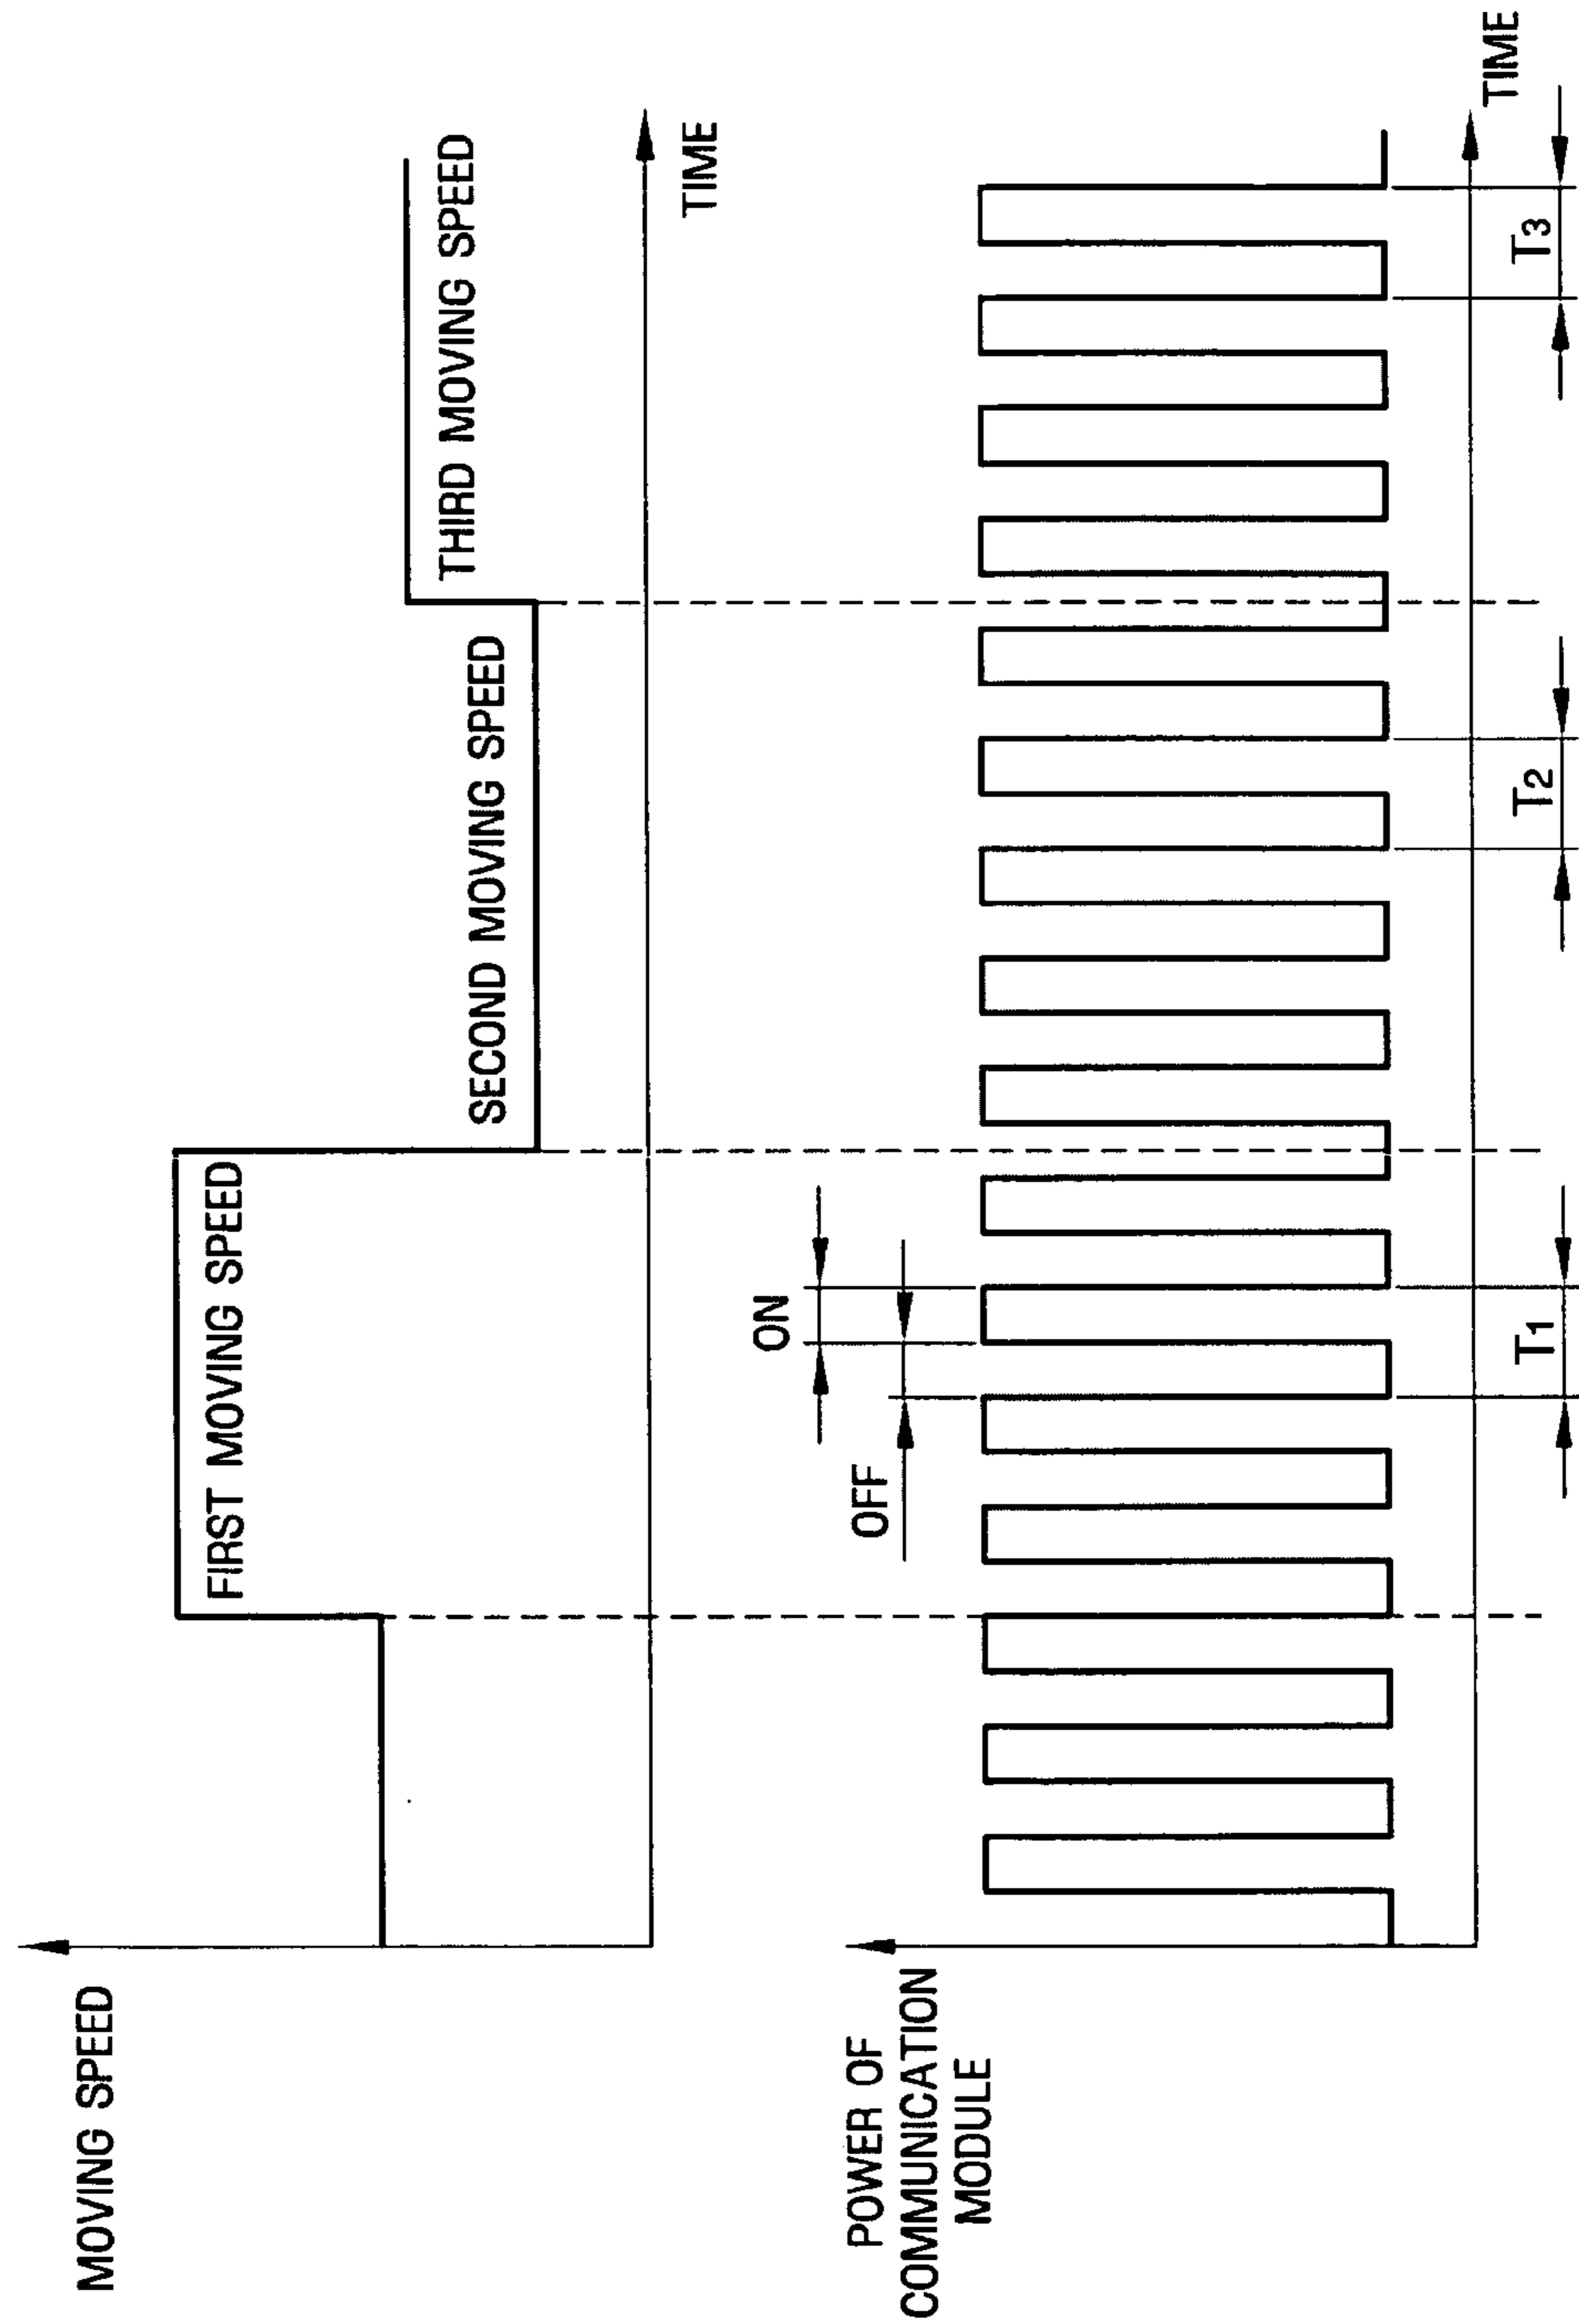 MOVING SPEED
FIRST MOVING SPEED
SECOND MOVING SPEED
THIRD MOVING SPEED
TIME
POWER OF
COMMUNICATION
MODULE
OFF
ON
T1
T2
T3
TIME